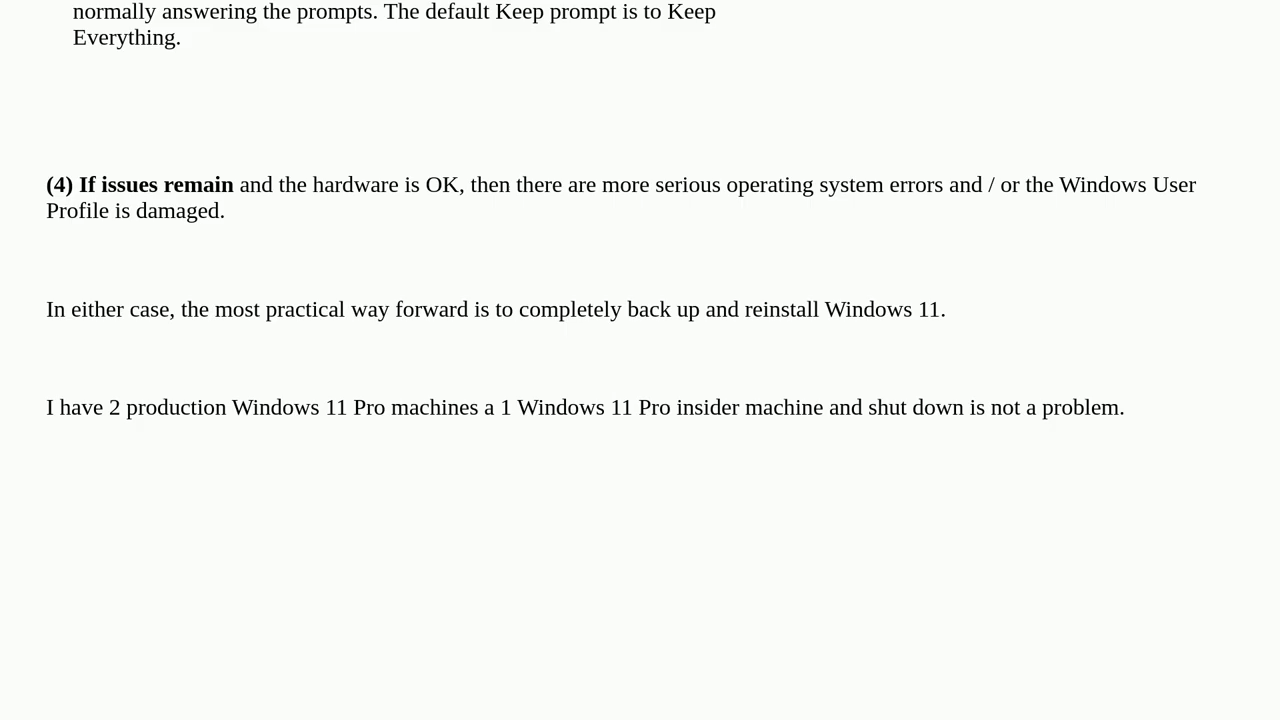 normally answering the prompts. The default Keep prompt is to Keep
Everything.
(4) If issues remain and the hardware is OK, then there are more serious operating system errors and / or the Windows User
Profile is damaged.
In either case, the most practical way forward is to completely back up and reinstall Windows 11.
I have 2 production Windows 11 Pro machines a 1 Windows 11 Pro insider machine and shut down is not a problem.